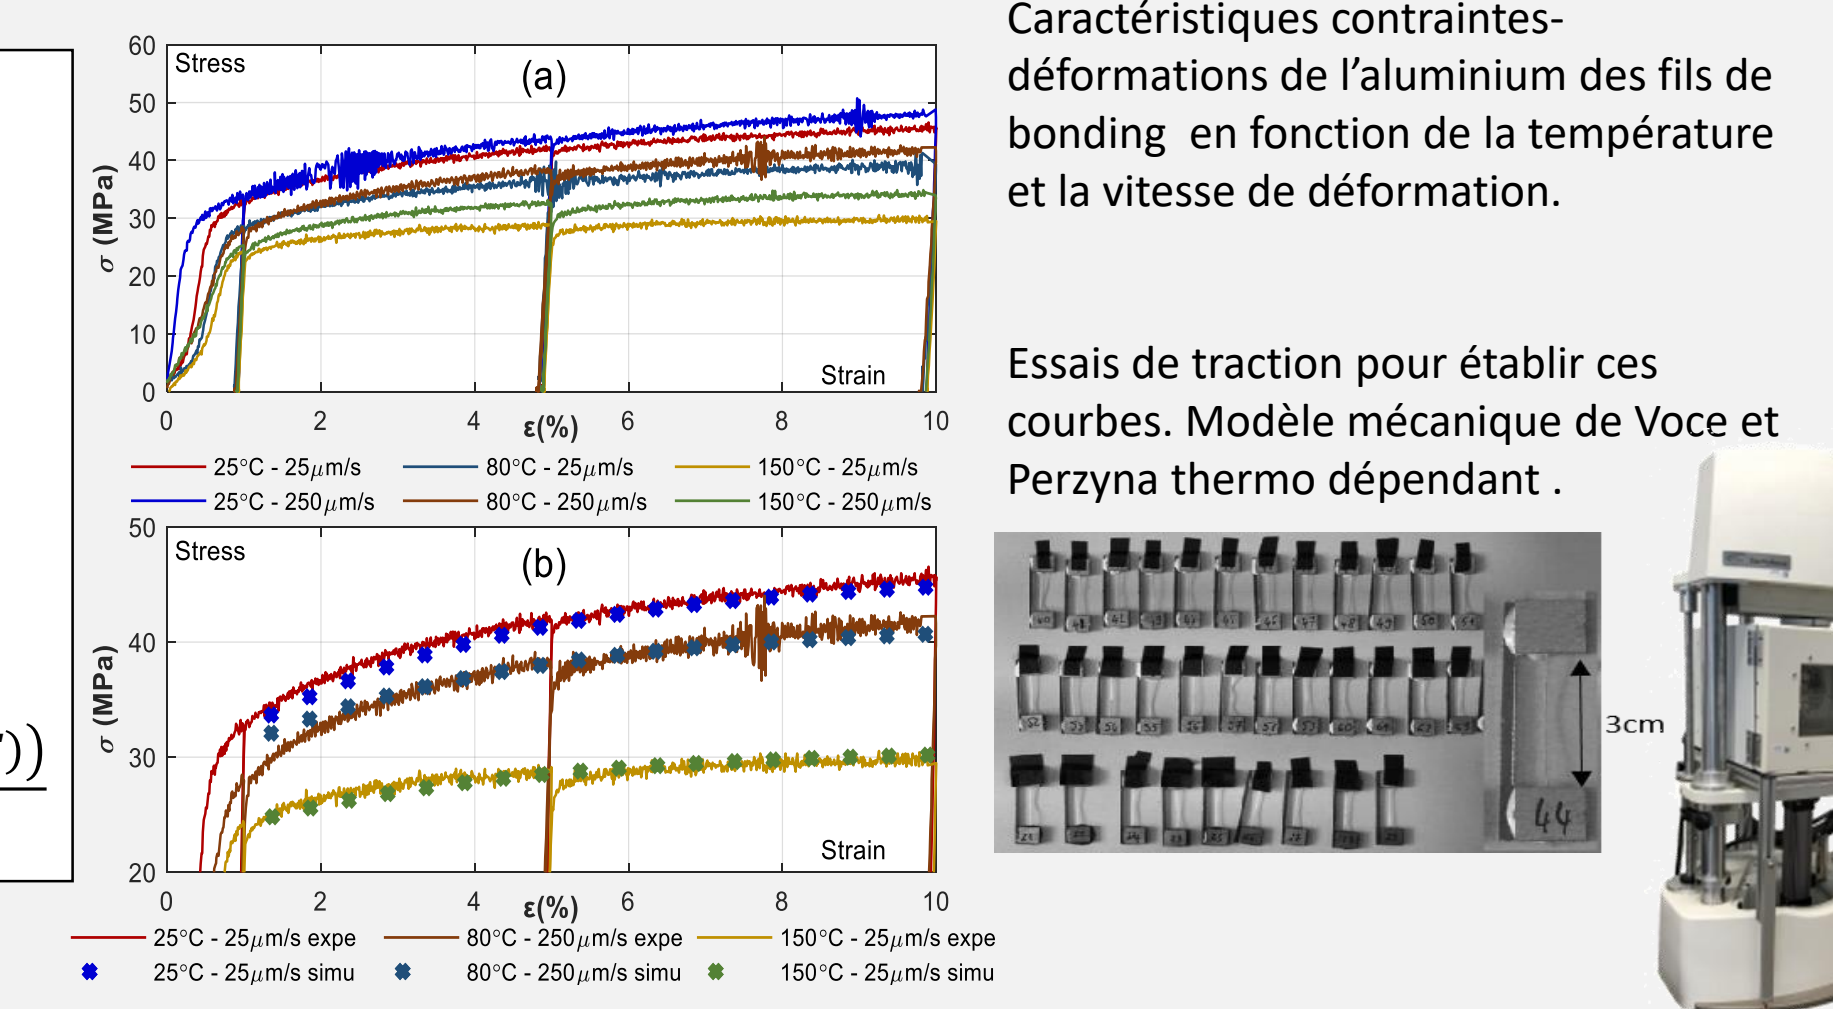 ))
60
50
40
30
20
10
0
Stress
(a)
σ (MPa)
Strain
0 2 4 6 8 10
ε(%)
25°C - 25μm/s 80°C - 25μm/s 150°C - 25μm/s
25°C - 250μm/s 80°C - 250μm/s 150°C - 250μm/s
50
40
30
20
Stress
(b)
σ (MPa)
Strain
0 2 4 6 8 10
ε(%)
25°C - 25μm/s expe 80°C - 250μm/s expe 150°C - 25μm/s expe
25°C - 25μm/s simu 80°C - 250μm/s simu 150°C - 25μm/s simu
Caractéristiques contraintes-
déformations de l’aluminium des fils de
bonding en fonction de la température
et la vitesse de déformation.
Essais de traction pour établir ces
courbes. Modèle mécanique de Voce et
Perzyna thermo dépendant .
44
3cm